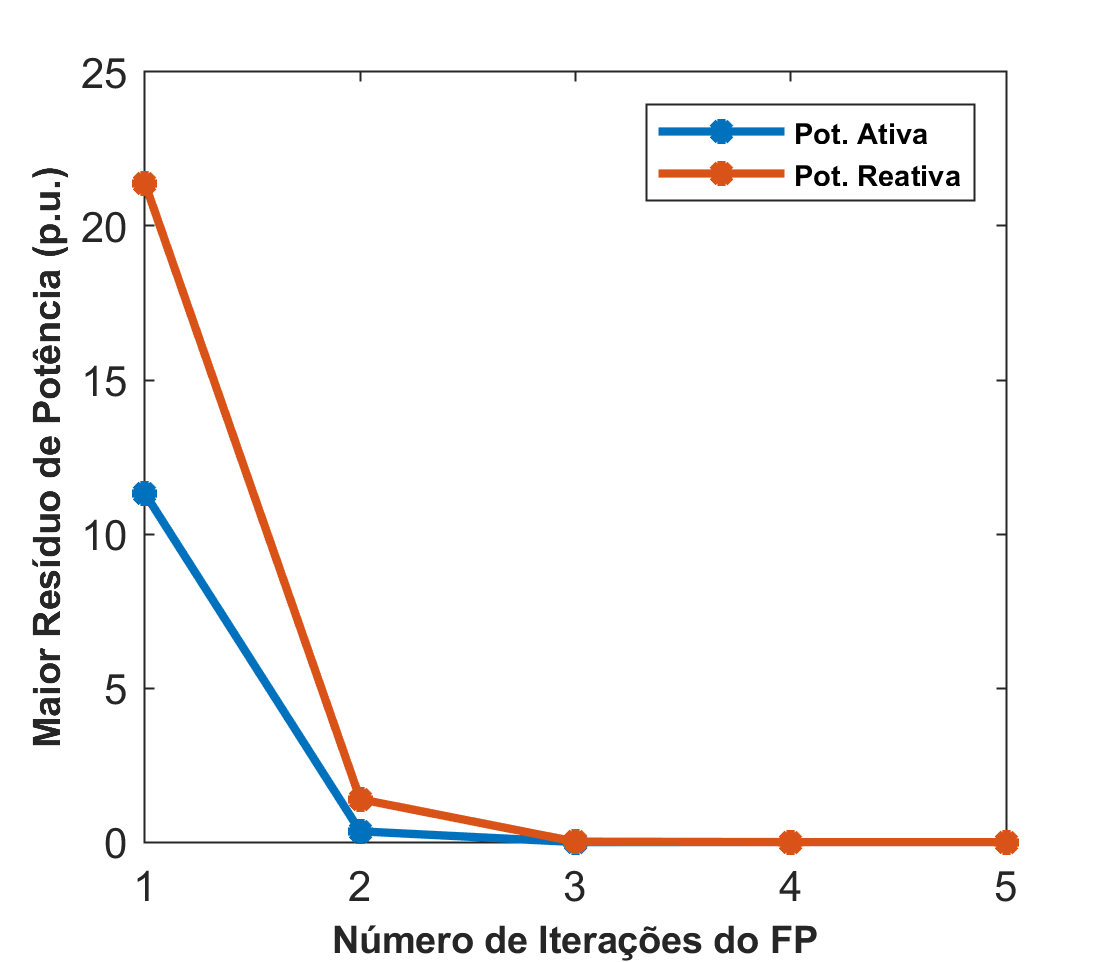 25
20
15
10
5
0
1 2 3 4 5
Maior Resíduo de Potência (p.u.)
Número de Iterações do FP
Pot. Ativa
Pot. Reativa